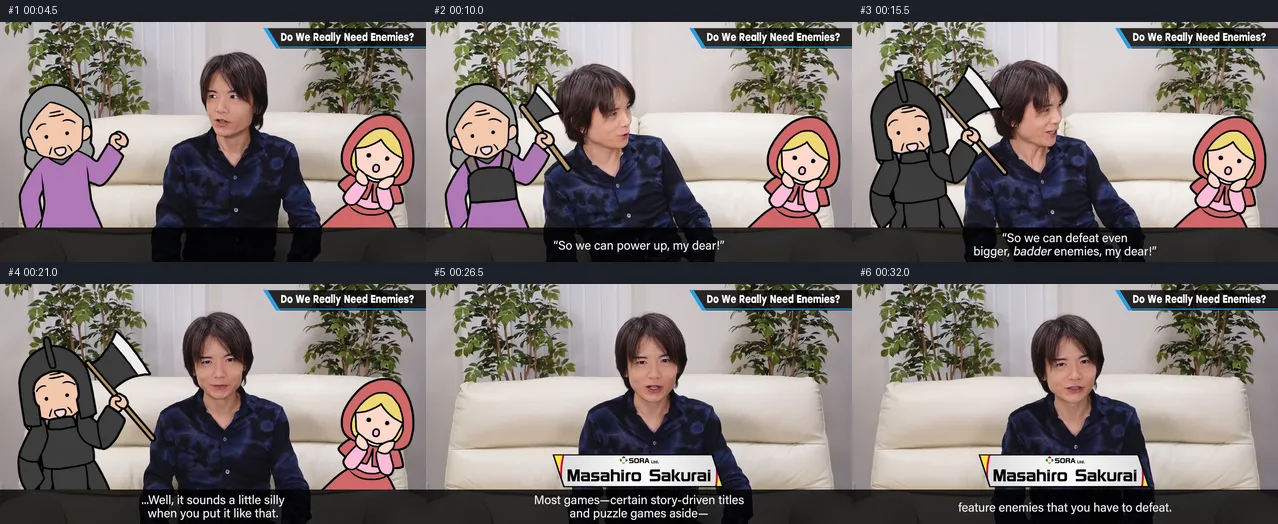 #1 00:04.5
Do We Really Need Enemies?
#2 00:10.0
Do We Really Need Enemies?
“So we can power up, my dear!”
#3 00:15.5
Do We Really Need Enemies?
“So we can defeat even
bigger, badder enemies, my dear!”
#4 00:21.0
Do We Really Need Enemies?
...Well, it sounds a little silly
when you put it like that.
#5 00:26.5
Do We Really Need Enemies?
SORA Ltd.
Masahiro Sakurai
Most games—certain story-driven titles
and puzzle games aside—
#6 00:32.0
Do We Really Need Enemies?
SORA Ltd.
Masahiro Sakurai
feature enemies that you have to defeat.